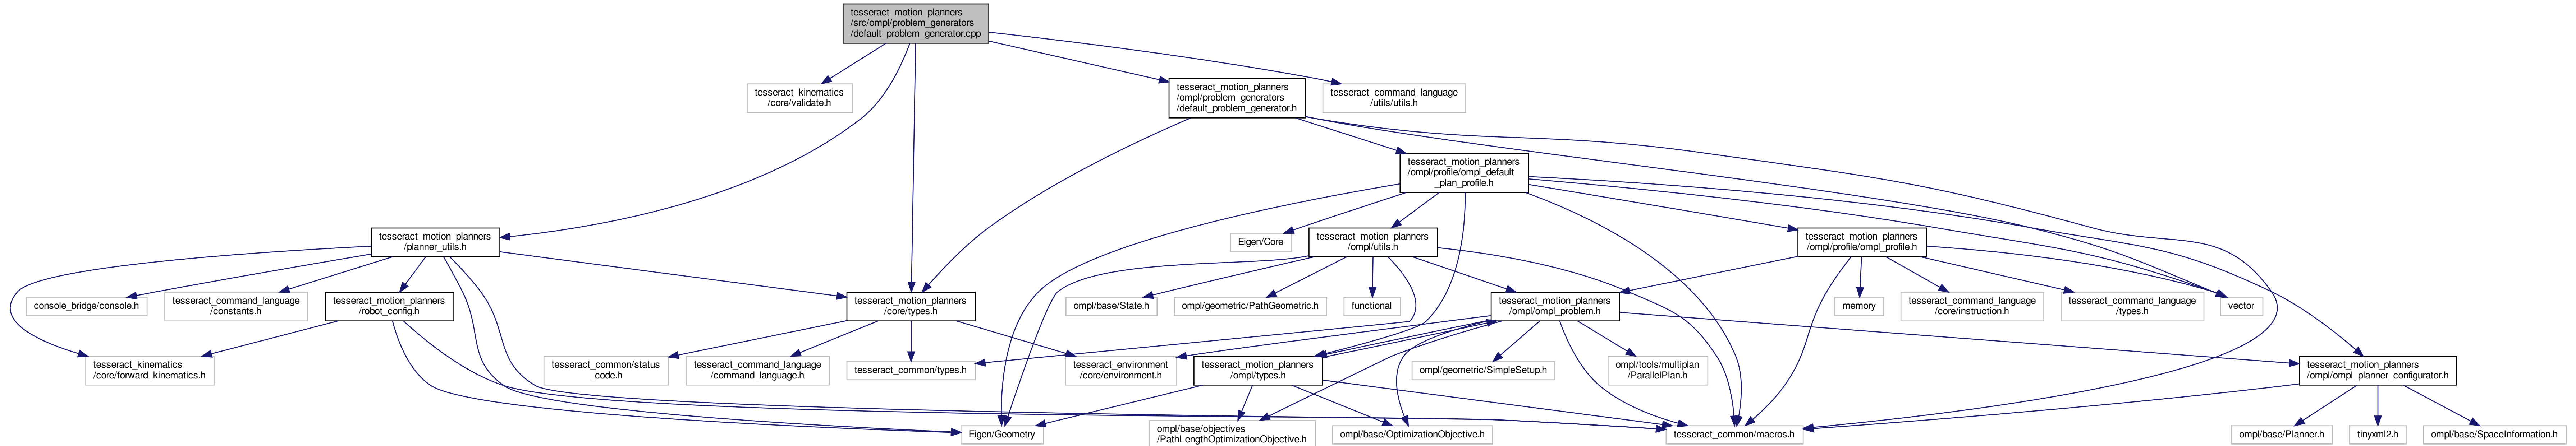 tesseract_motion_planners
/src/ompl/problem_generators
/default_problem_generator.cpp
tesseract_kinematics
/core/validate.h
tesseract_motion_planners
/ompl/problem_generators
/default_problem_generator.h
tesseract_command_language
/utils/utils.h
tesseract_motion_planners
/ompl/profile/ompl_default
_plan_profile.h
tesseract_motion_planners
/planner_utils.h
Eigen/Core
tesseract_motion_planners
/ompl/utils.h
tesseract_motion_planners
/ompl/profile/ompl_profile.h
console_bridge/console.h
tesseract_command_language
/constants.h
tesseract_motion_planners
/robot_config.h
tesseract_motion_planners
/core/types.h
ompl/base/State.h
ompl/geometric/PathGeometric.h
functional
tesseract_motion_planners
/ompl/ompl_problem.h
memory
tesseract_command_language
/core/instruction.h
tesseract_command_language
/types.h
vector
tesseract_kinematics
/core/forward_kinematics.h
tesseract_common/status
_code.h
tesseract_command_language
/command_language.h
tesseract_common/types.h
tesseract_environment
/core/environment.h
tesseract_motion_planners
/ompl/types.h
ompl/geometric/SimpleSetup.h
ompl/tools/multiplan
/ParallelPlan.h
tesseract_motion_planners
/ompl/ompl_planner_configurator.h
Eigen/Geometry
ompl/base/objectives
/PathLengthOptimizationObjective.h
ompl/base/OptimizationObjective.h
tesseract_common/macros.h
ompl/base/Planner.h
tinyxml2.h
ompl/base/SpaceInformation.h